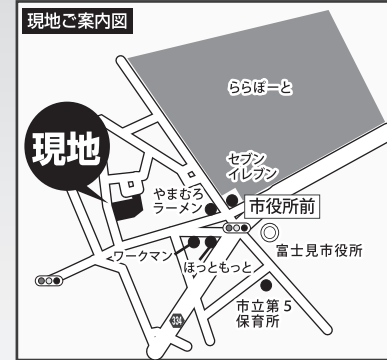 現地ご案内図
ららぽーと
現地
セブン
イレブン
やまむろ
ラーメン
市役所前
ワークマン
ほっともっと
富士見市役所
市立第5
保育所
334